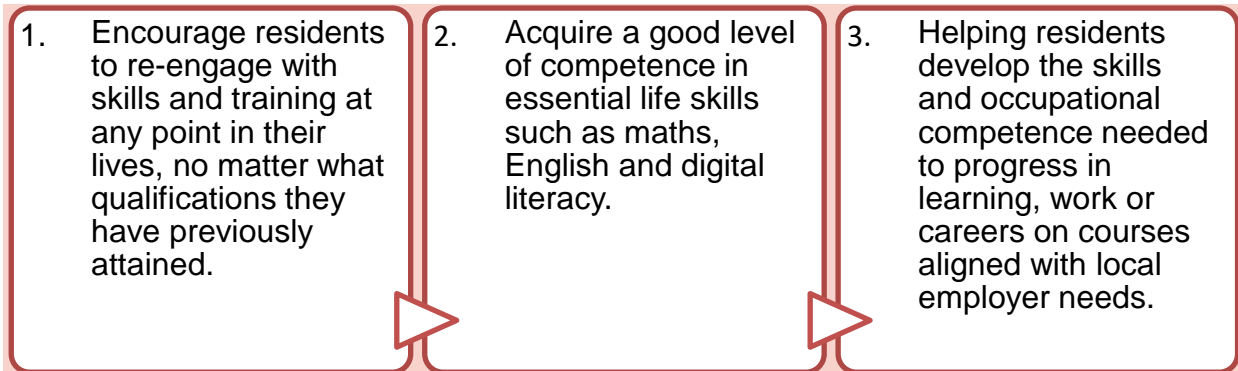 1. Encourage residents
to re-engage with
skills and training at
any point in their
lives, no matter what
qualifications they
have previously
attained.
2. Acquire a good level
of competence in
essential life skills
such as maths,
English and digital
literacy.
3. Helping residents
develop the skills
and occupational
competence needed
to progress in
learning, work or
careers on courses
aligned with local
employer needs.